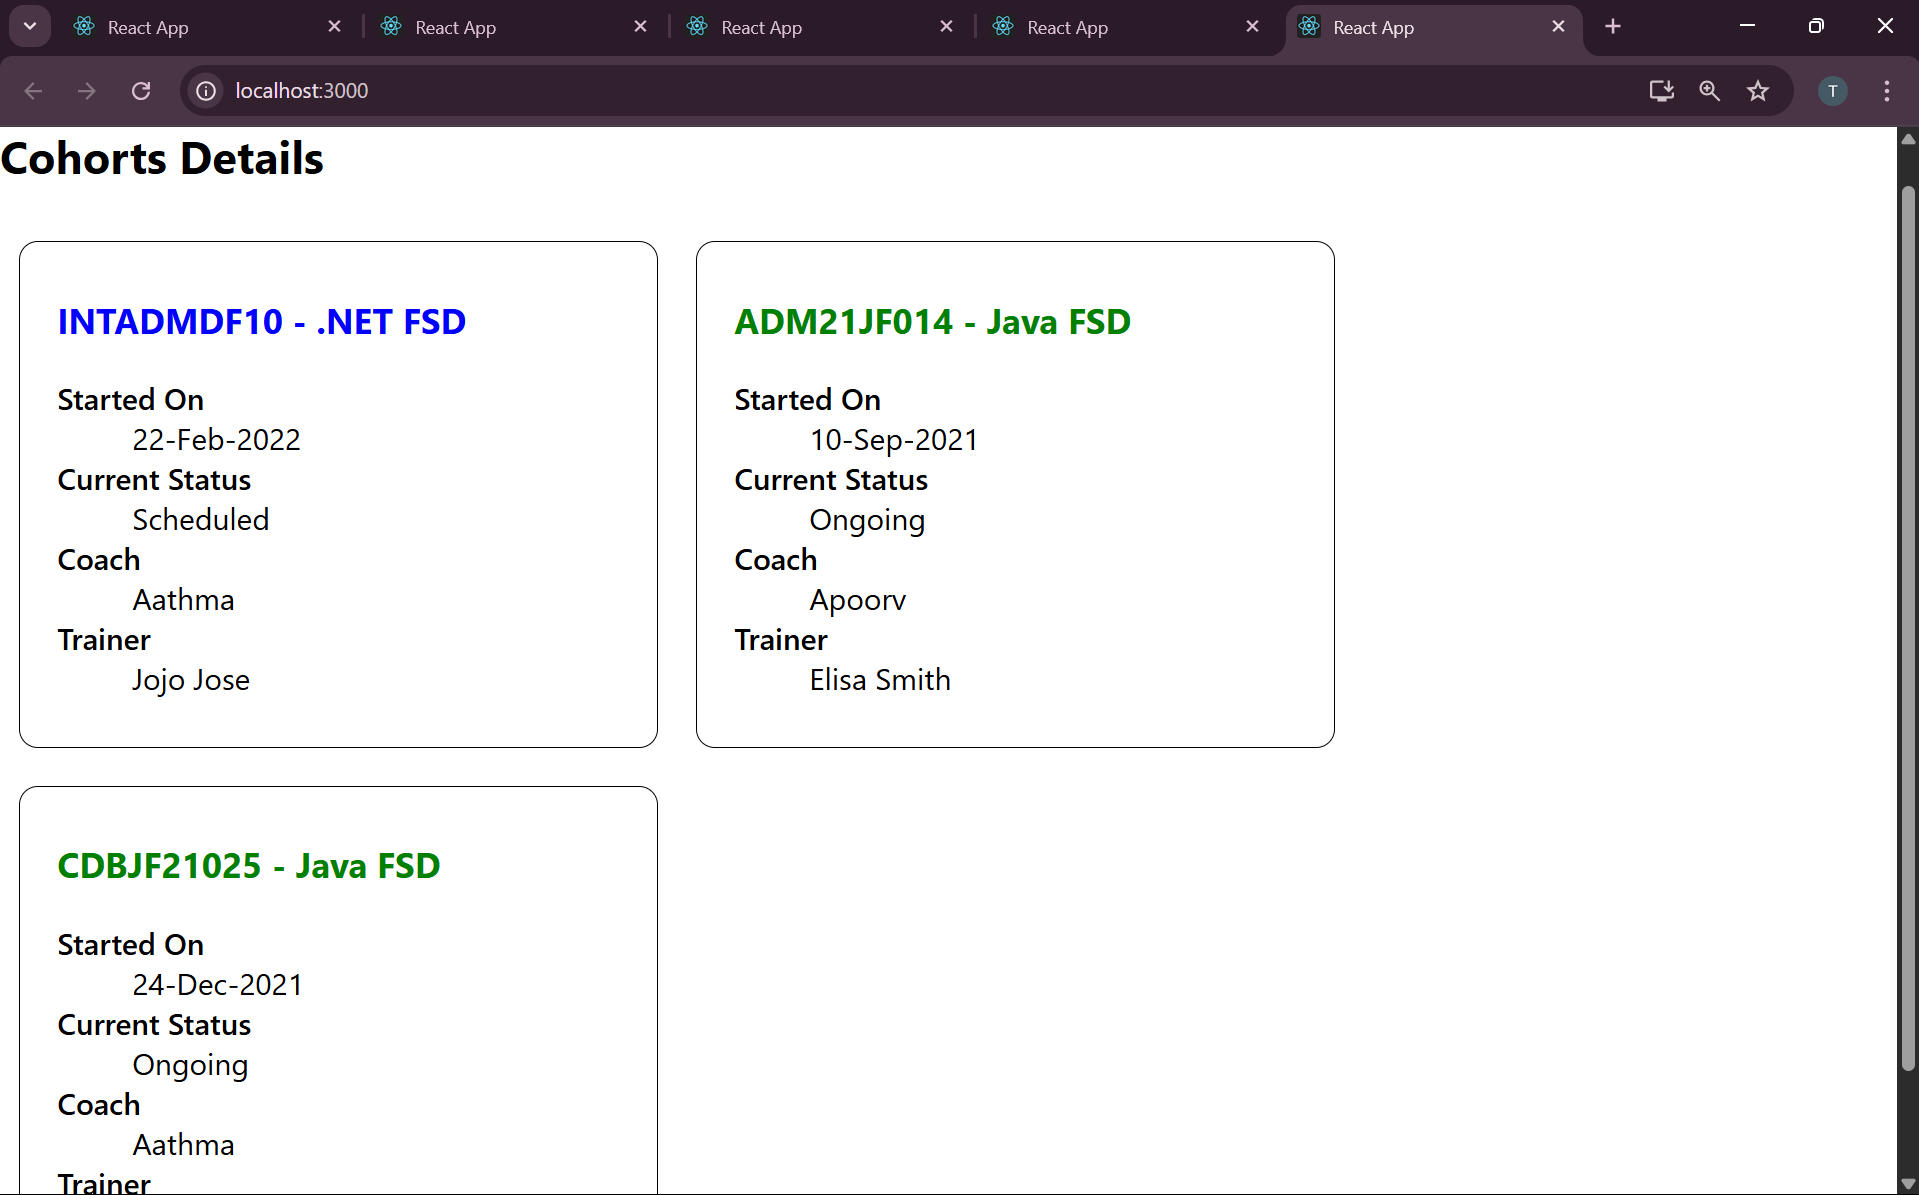 React App
React App
React App
React App
React App
localhost:3000
T
Cohorts Details
INTADMDF10 - .NET FSD
Started On
22-Feb-2022
Current Status
Scheduled
Coach
Aathma
Trainer
Jojo Jose
ADM21JF014 - Java FSD
Started On
10-Sep-2021
Current Status
Ongoing
Coach
Apoorv
Trainer
Elisa Smith
CDBJF21025 - Java FSD
Started On
24-Dec-2021
Current Status
Ongoing
Coach
Aathma
Trainer